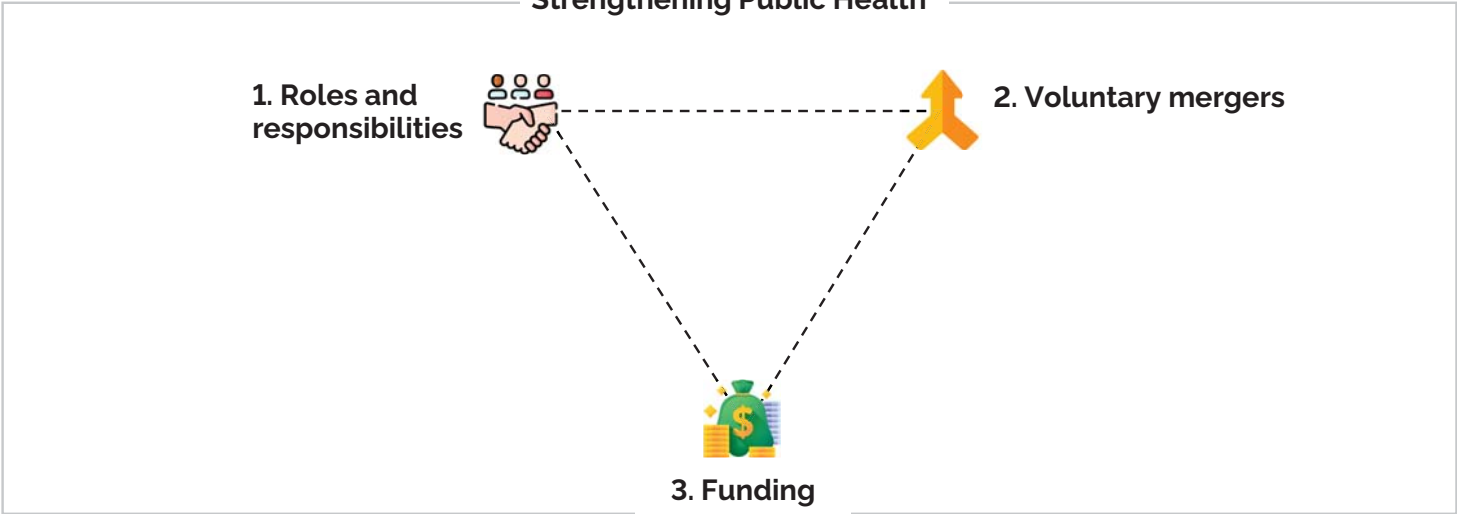 Strengthening Public Health
1. Roles and
responsibilities
2. Voluntary mergers
$
3. Funding